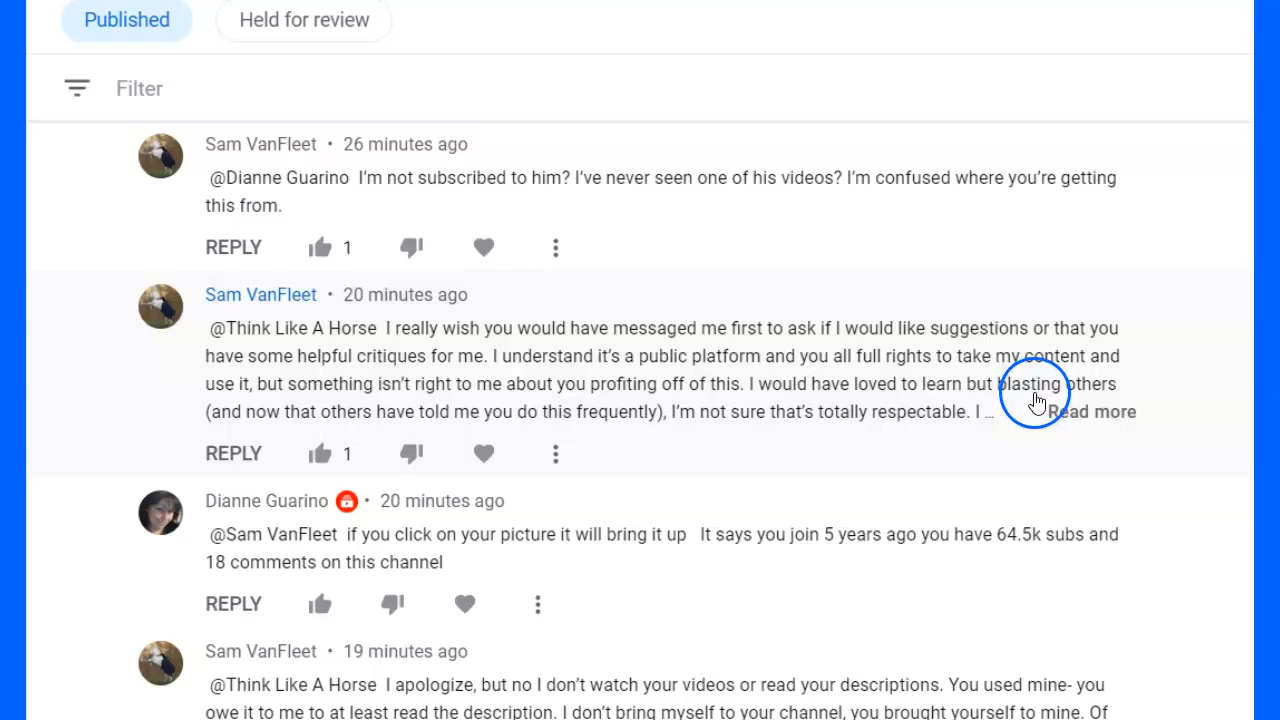 Published
Held for review
Filter
Sam VanFleet • 26 minutes ago
@Dianne Guarino I'm not subscribed to him? I've never seen one of his videos? I'm confused where you're getting
this from.
REPLY 1
Sam VanFleet • 20 minutes ago
@Think Like A Horse I really wish you would have messaged me first to ask if I would like suggestions or that you
have some helpful critiques for me. I understand it's a public platform and you all full rights to take my content and
use it, but something isn't right to me about you profiting off of this. I would have loved to learn but blasting others
(and now that others have told me you do this frequently), I'm not sure that's totally respectable. I … Read more
REPLY 1
Dianne Guarino • 20 minutes ago
@Sam VanFleet if you click on your picture it will bring it up It says you join 5 years ago you have 64.5k subs and
18 comments on this channel
REPLY
Sam VanFleet • 19 minutes ago
@Think Like A Horse I apologize, but no I don't watch your videos or read your descriptions. You used mine- you
owe it to me to at least read the description. I don't bring myself to your channel, you brought yourself to mine. Of